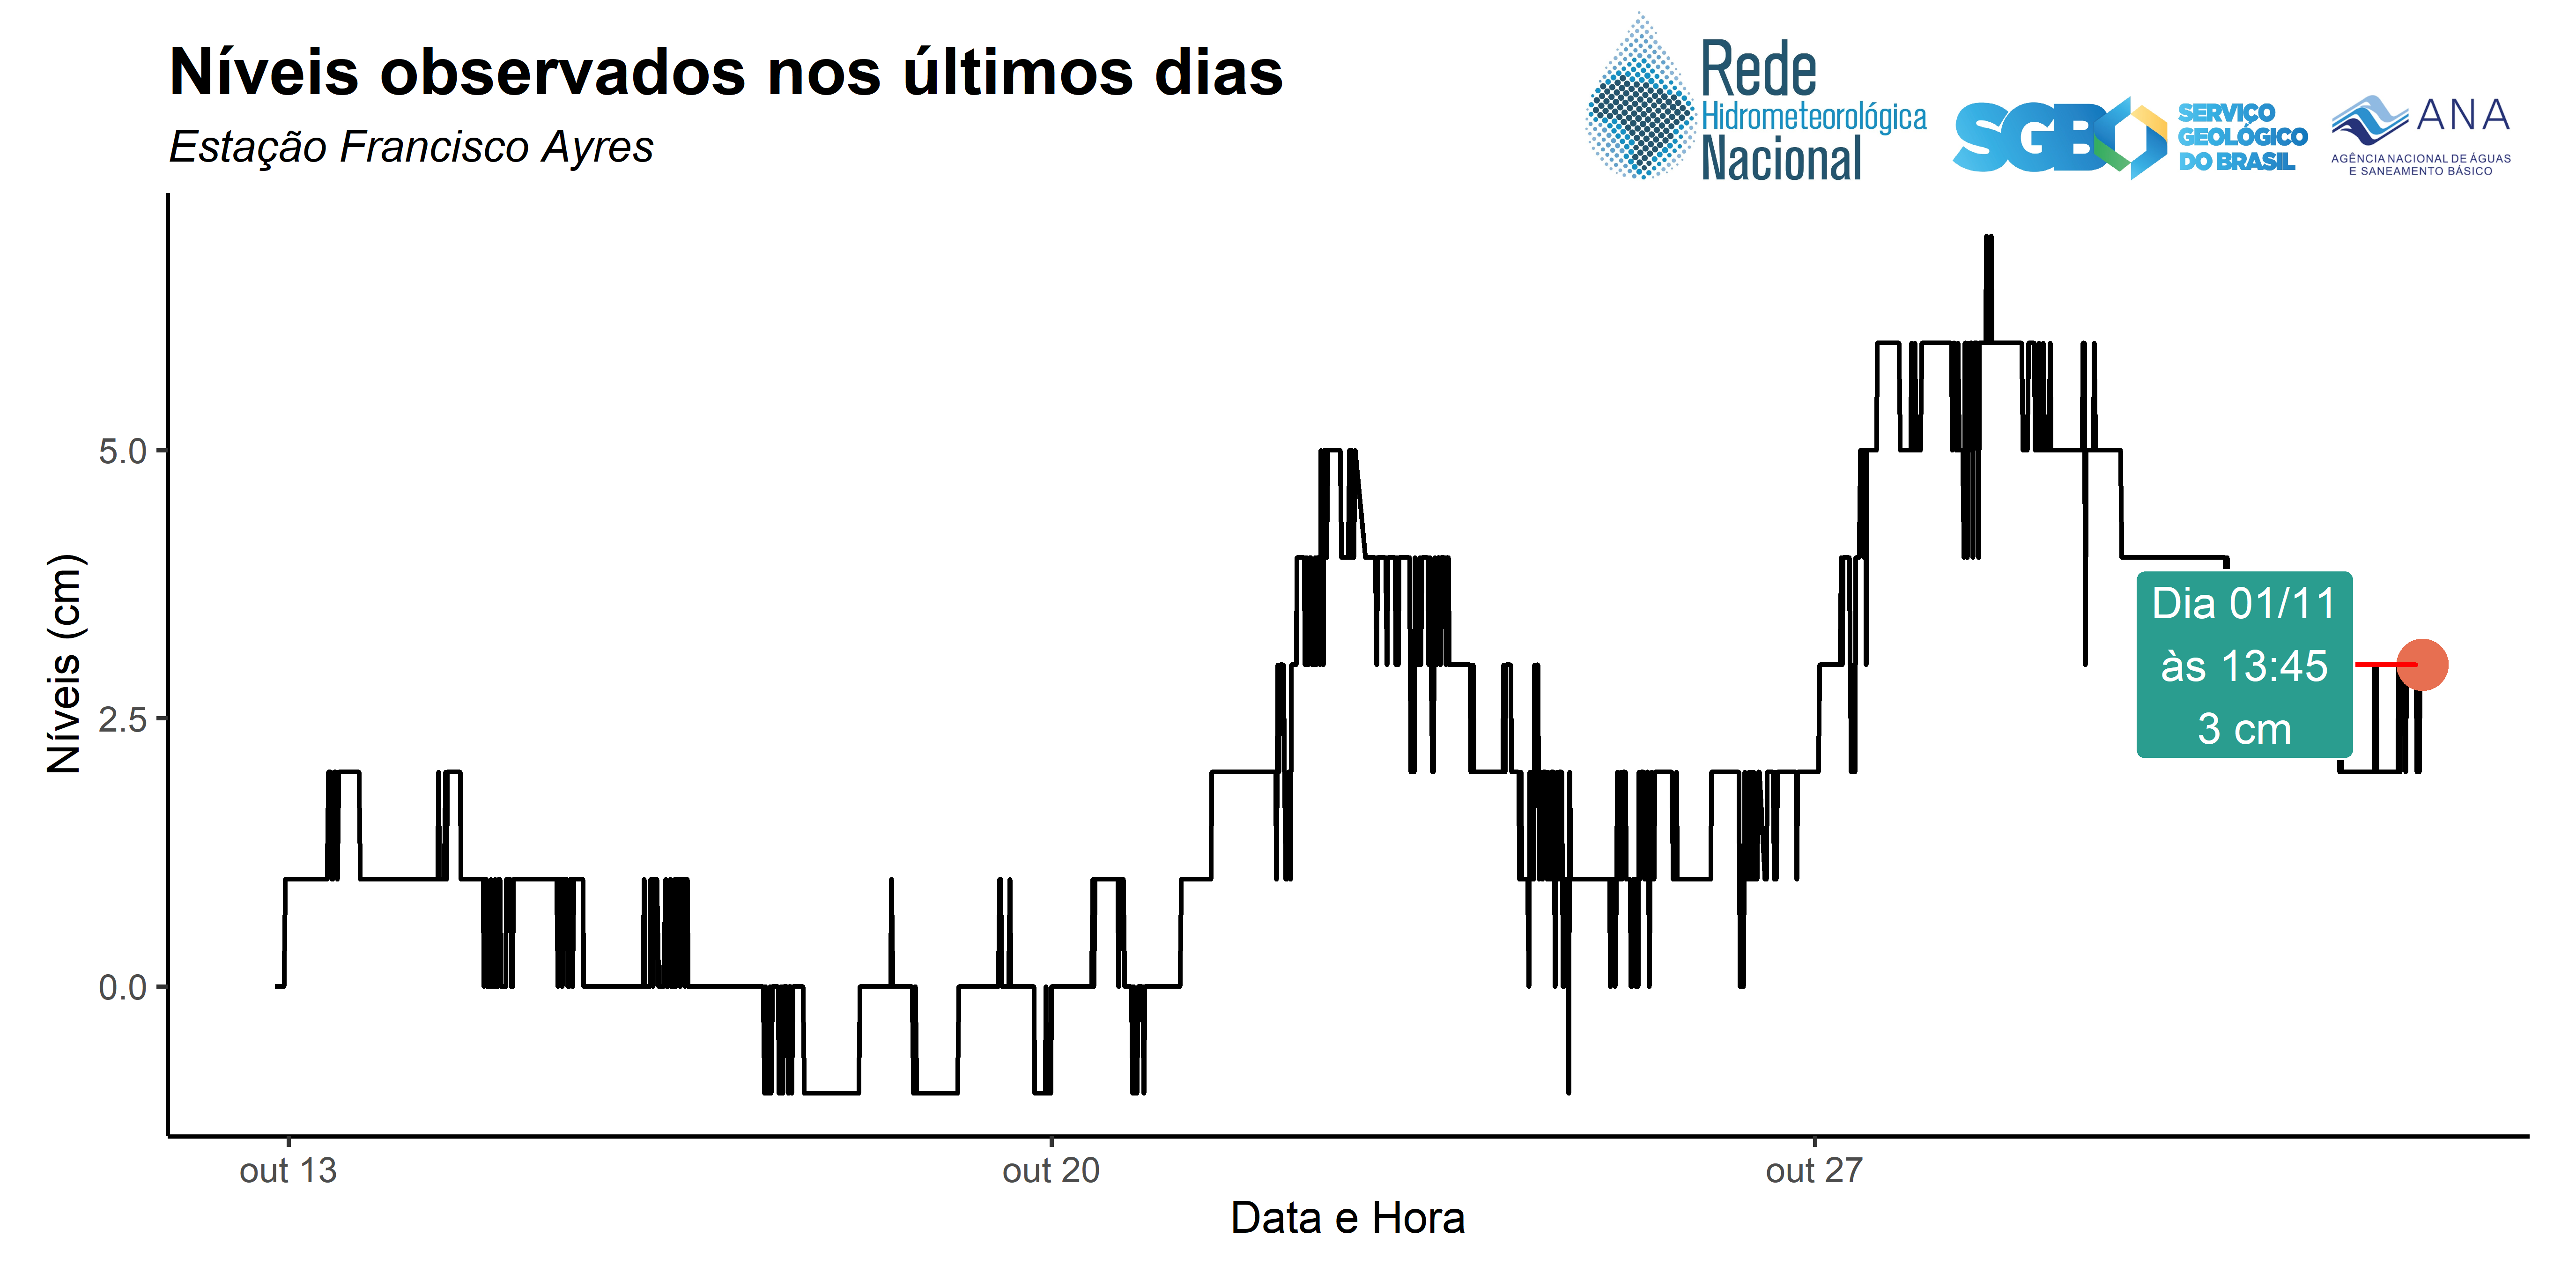 Níveis observados nos últimos dias
Estação Francisco Ayres
Rede
Hidrometeorológica
Nacional
SGB
SERVIÇO
GEOLÓGICO
DO BRASIL
ANA
AGÊNCIA NACIONAL DE ÁGUAS
E SANEAMENTO BÁSICO
Níveis (cm)
5.0
2.5
0.0
Dia 01/11
às 13:45
3 cm
out 13
out 20
out 27
Data e Hora